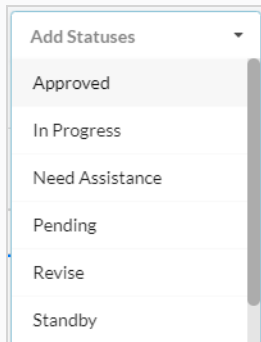 Add Statuses
Approved
In Progress
Need Assistance
Pending
Revise
Standby